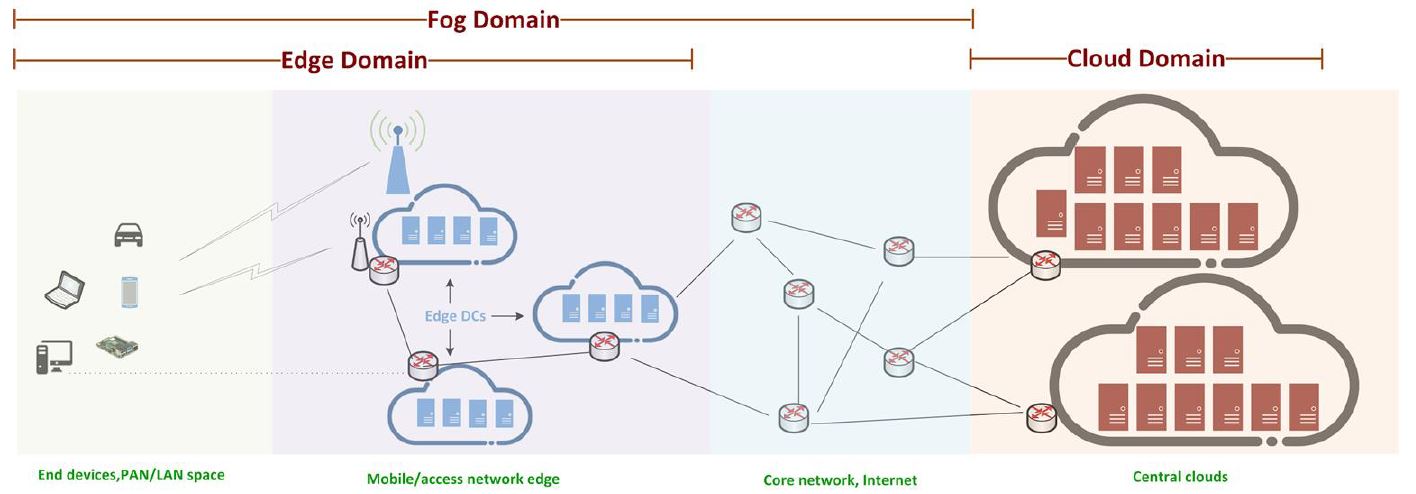 Fog Domain
Edge Domain
Cloud Domain
Edge DCs
End devices,PAN/LAN space
Mobile/access network edge
Core network, Internet
Central clouds